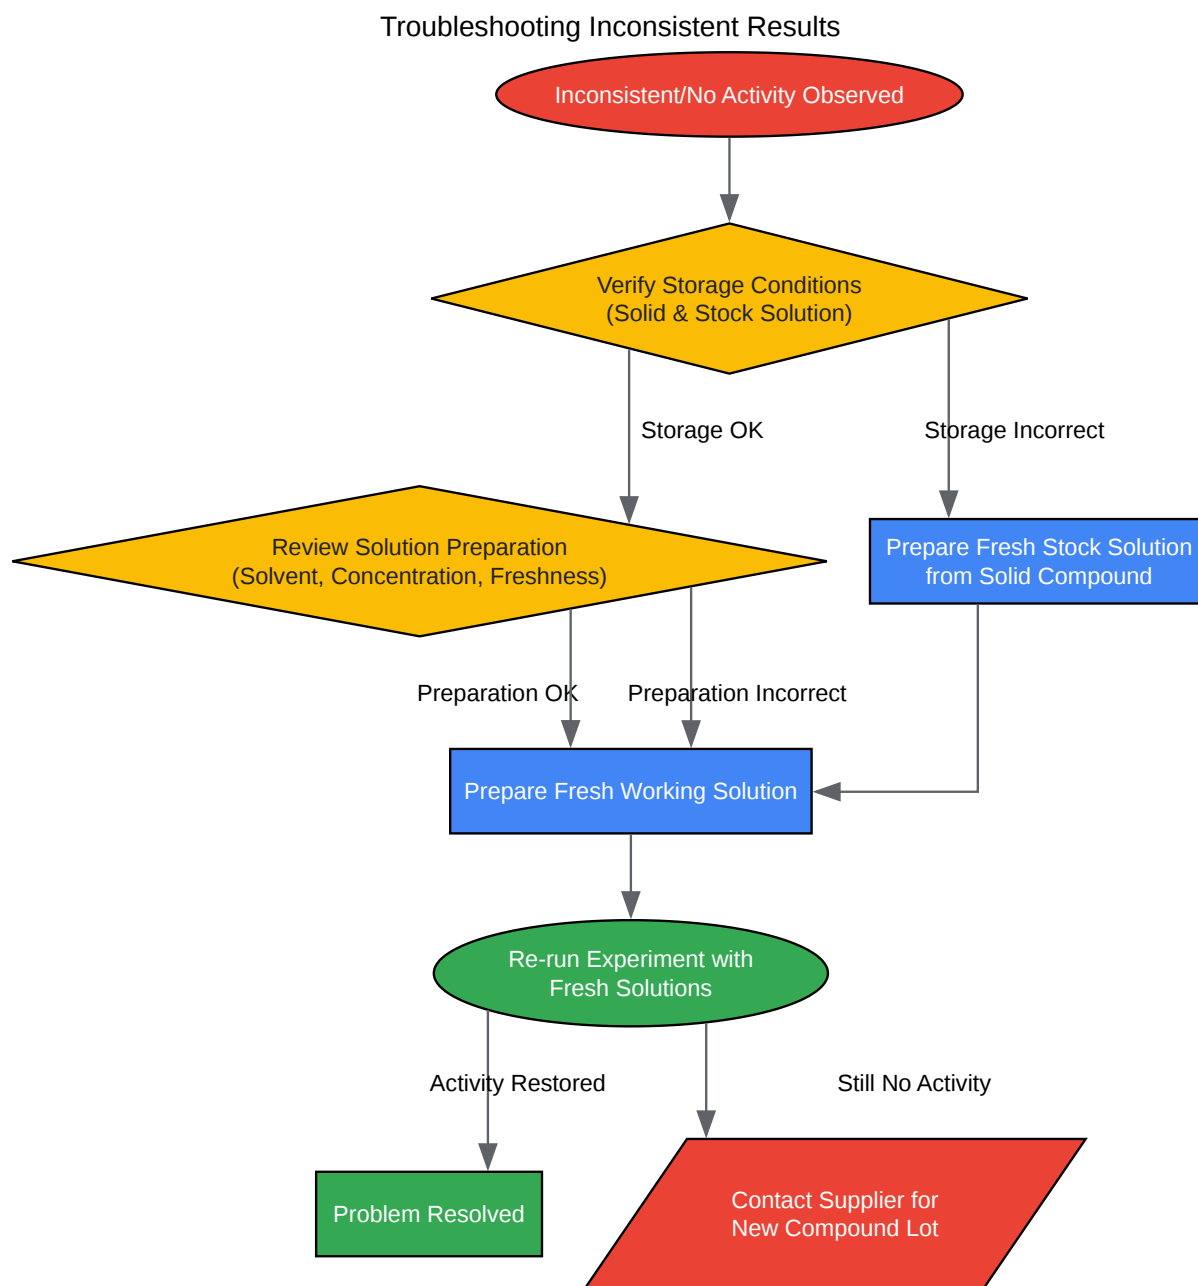 Troubleshooting Inconsistent Results
Inconsistent/No Activity Observed
Verify Storage Conditions
(Solid & Stock Solution)
Storage OK
Storage Incorrect
Review Solution Preparation
(Solvent, Concentration, Freshness)
Prepare Fresh Stock Solution
from Solid Compound
Preparation OK
Preparation Incorrect
Prepare Fresh Working Solution
Re-run Experiment with
Fresh Solutions
Activity Restored
Still No Activity
Problem Resolved
Contact Supplier for
New Compound Lot